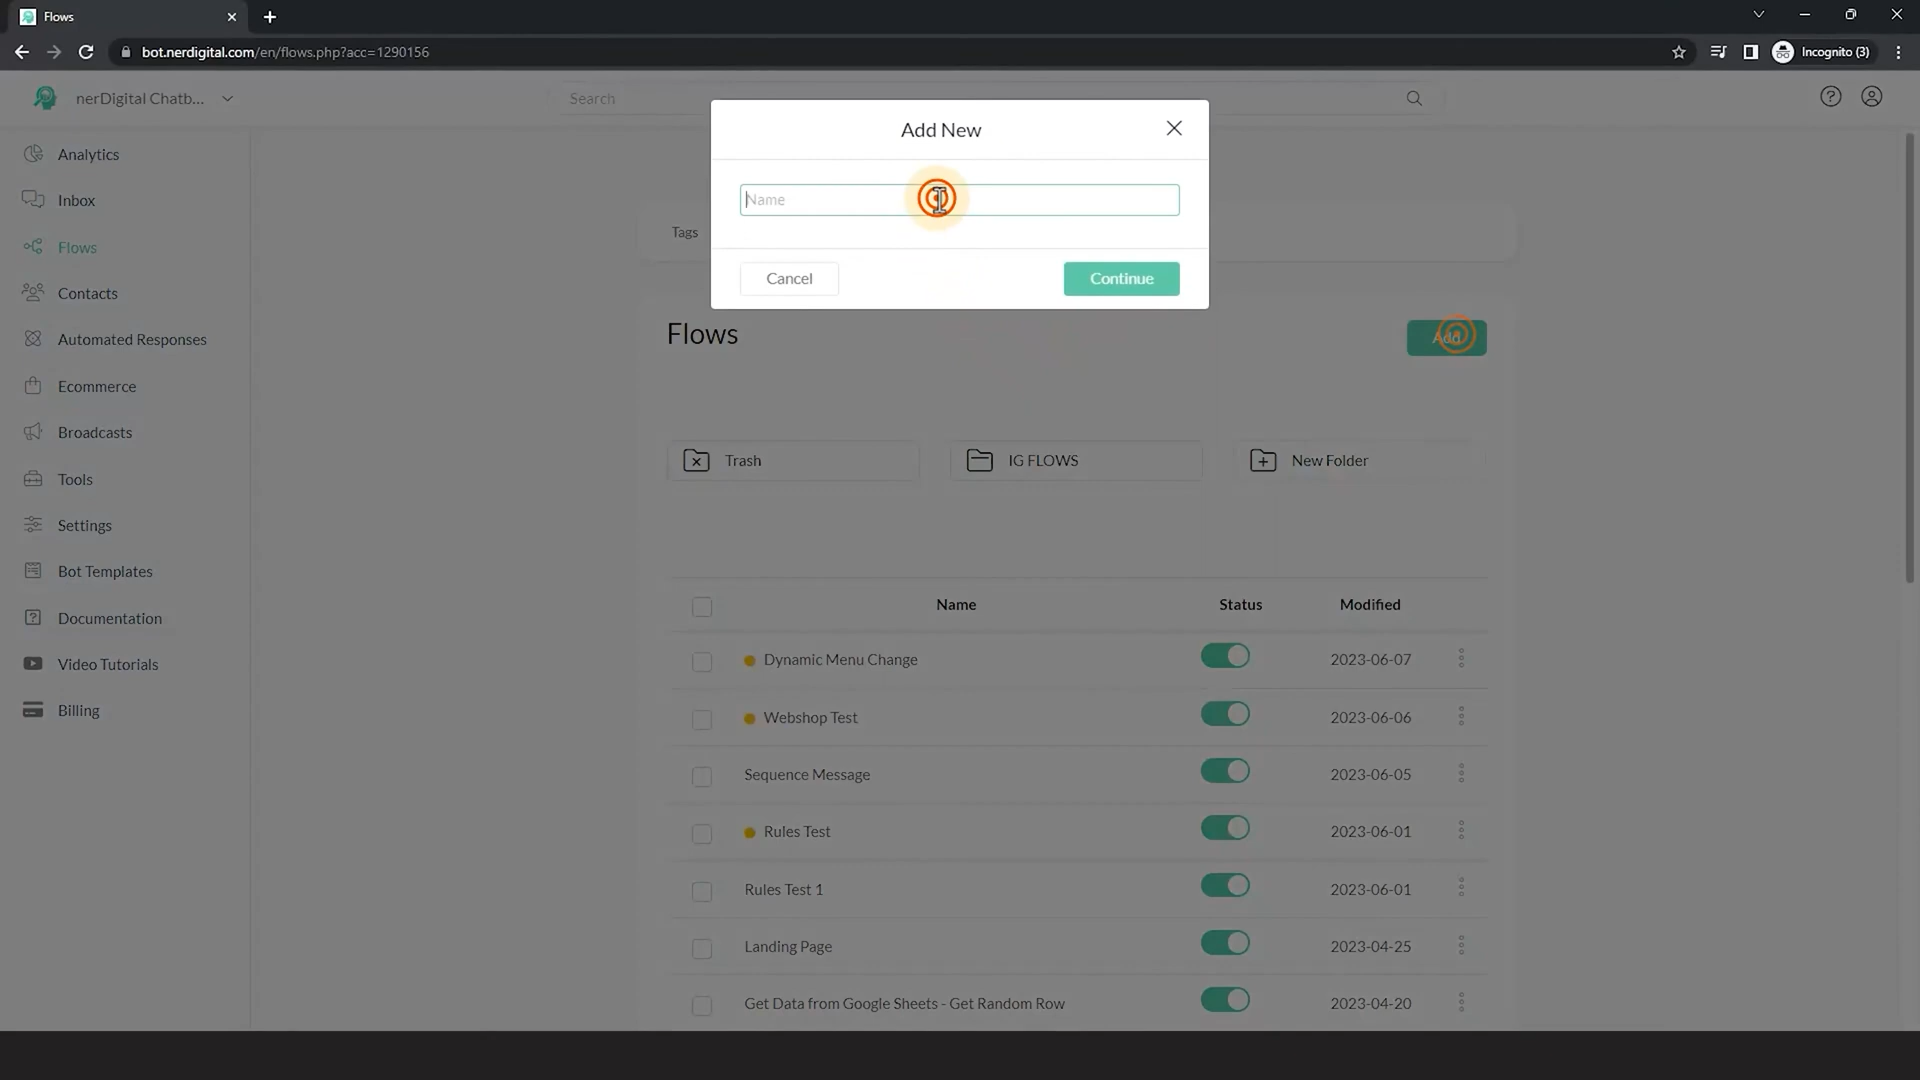 Flows
bot.nerdigital.com/en/flows.php?acc=1290156
Incognito (3)
nerDigital Chatb...
Search
Add New
Name
Cancel
Continue
Analytics
Inbox
Flows
Contacts
Automated Responses
Ecommerce
Broadcasts
Tools
Settings
Bot Templates
Documentation
Video Tutorials
Billing
Tags
Flows
Add
Trash
IG FLOWS
New Folder
Name Status Modified
Dynamic Menu Change 2023-06-07
Webshop Test 2023-06-06
Sequence Message 2023-06-05
Rules Test 2023-06-01
Rules Test 1 2023-06-01
Landing Page 2023-04-25
Get Data from Google Sheets - Get Random Row 2023-04-20